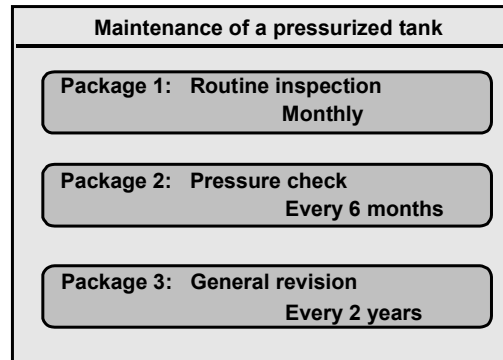 Maintenance of a pressurized tank
Package 1: Routine inspection
Monthly
Package 2: Pressure check
Every 6 months
Package 3: General revision
Every 2 years